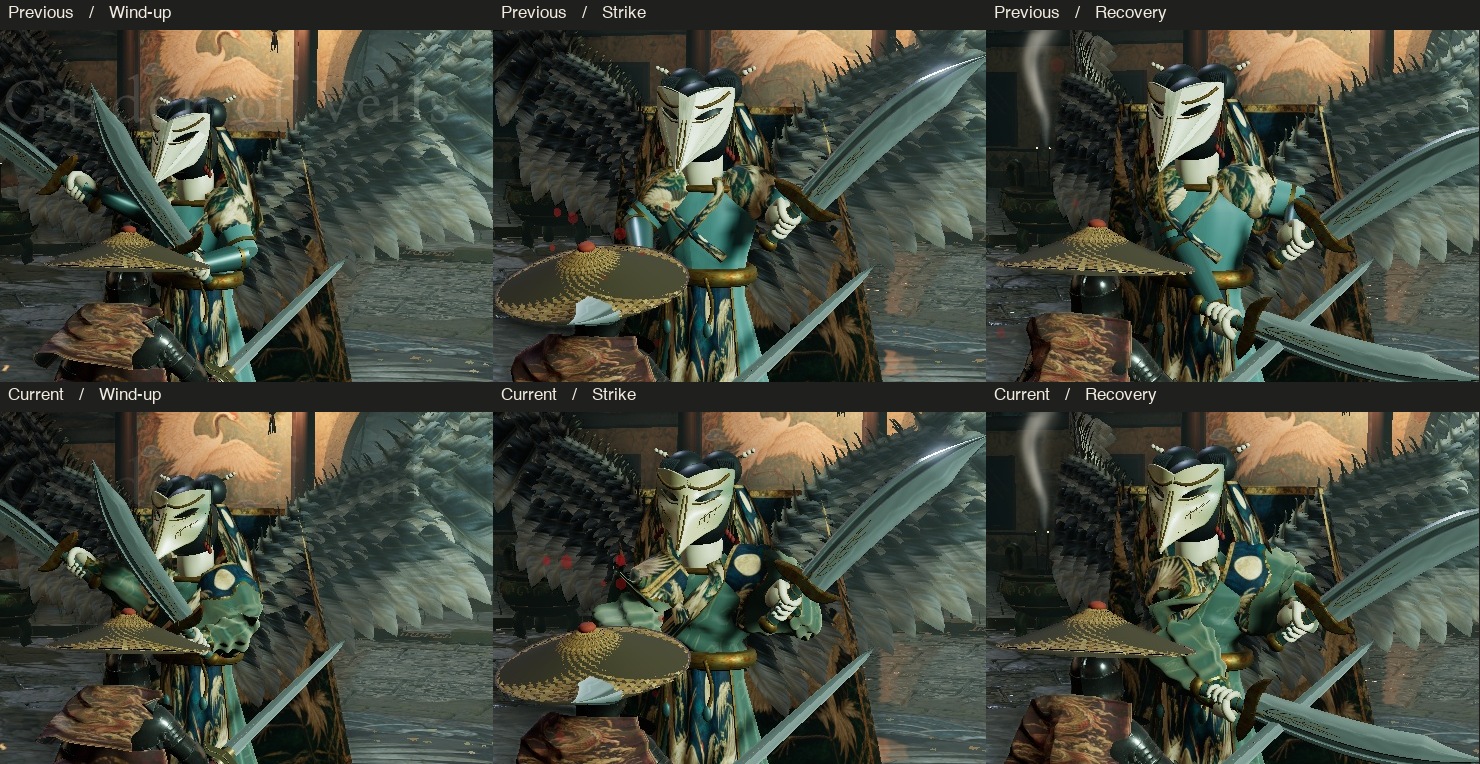 Previous / Wind-up
Previous / Strike
Previous / Recovery
Garden of Veils
Current / Wind-up
Current / Strike
Current / Recovery